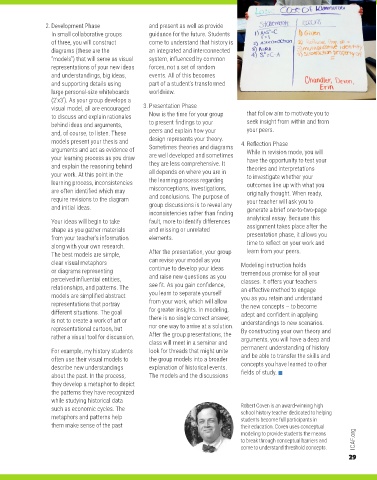 2. Development Phase
In small collaborative groups
of three, you will construct
diagrams (these are the
"models") that will serve as visual
representations of your new ideas
and understandings, big ideas,
and supporting details using
large personal-size whiteboards
(2'x3'). As your group develops a
visual model, all are encouraged
to discuss and explain rationales
behind ideas and arguments,
and, of course, to listen. These
models present your thesis and
arguments and act as evidence of
your learning process as you draw
and explain the reasoning behind
your work. At this point in the
learning process, inconsistencies
are often identified which may
require revisions to the diagram
and initial ideas.
Your ideas will begin to take
shape as you gather materials
from your teacher's information
along with your own research.
The best models are simple,
clear visual metaphors
or diagrams representing
perceived influential entities,
relationships, and patterns. The
models are simplified abstract
representations that portray
different situations. The goal
is not to create a work of art or
representational cartoon, but
rather a visual tool for discussion.
For example, my history students
often use their visual models to
describe new understandings
about the past. In the process,
they develop a metaphor to depict
the patterns they have recognized
while studying historical data
such as economic cycles. The
metaphors and patterns help
them make sense of the past
and present as well as provide
guidance for the future. Students
come to understand that history is
an integrated and interconnected
system, influenced by common
forces, not a set of random
events. All of this becomes
part of a student's transformed
worldview.
3. Presentation Phase
Now is the time for your group
to present findings to your
peers and explain how your
design represents your theory.
Sometimes theories and diagrams
are well developed and sometimes
they are less comprehensive. It
all depends on where you are in
the learning process regarding
misconceptions, investigations,
and conclusions. The purpose of
group discussions is to reveal any
inconsistencies rather than finding
fault, more to identify differences
and missing or unrelated
elements.
After the presentation, your group
can revise your model as you
continue to develop your ideas
and raise new questions as you
see fit. As you gain confidence,
you learn to separate yourself
from your work, which will allow
for greater insights. In modeling,
there is no single correct answer,
nor one way to arrive at a solution.
After the group presentations, the
class will meet in a seminar and
look for threads that might unite
the group models into a broader
explanation of historical events.
The models and the discussions
Statements
Given
Chandler, Devin,
Erin
that follow aim to motivate you to
seek insight from within and from
your peers.
4. Reflection Phase
While in revision mode, you will
have the opportunity to test your
theories and interpretations
to investigate whether your
outcomes line up with what you
originally thought. When ready,
your teacher will ask you to
generate a brief one-to-two-page
analytical essay. Because this
assignment takes place after the
presentation phase, it allows you
time to reflect on your work and
learn from your peers.
Modeling instruction holds
tremendous promise for all your
classes. It offers your teachers
an effective method to engage
you as you retain and understand
the new concepts – to become
adept and confident in applying
understandings to new scenarios.
By constructing your own theory and
arguments, you will have a deep and
permanent understanding of history
and be able to transfer the skills and
concepts you have learned to other
fields of study.
Robert Coven is an award-winning high
school history teacher dedicated to helping
students become full participants in
their education. Coven uses conceptual
modeling to provide students the means
to break through conceptual barriers and
come to understand threshold concepts.
ICAF.org
29